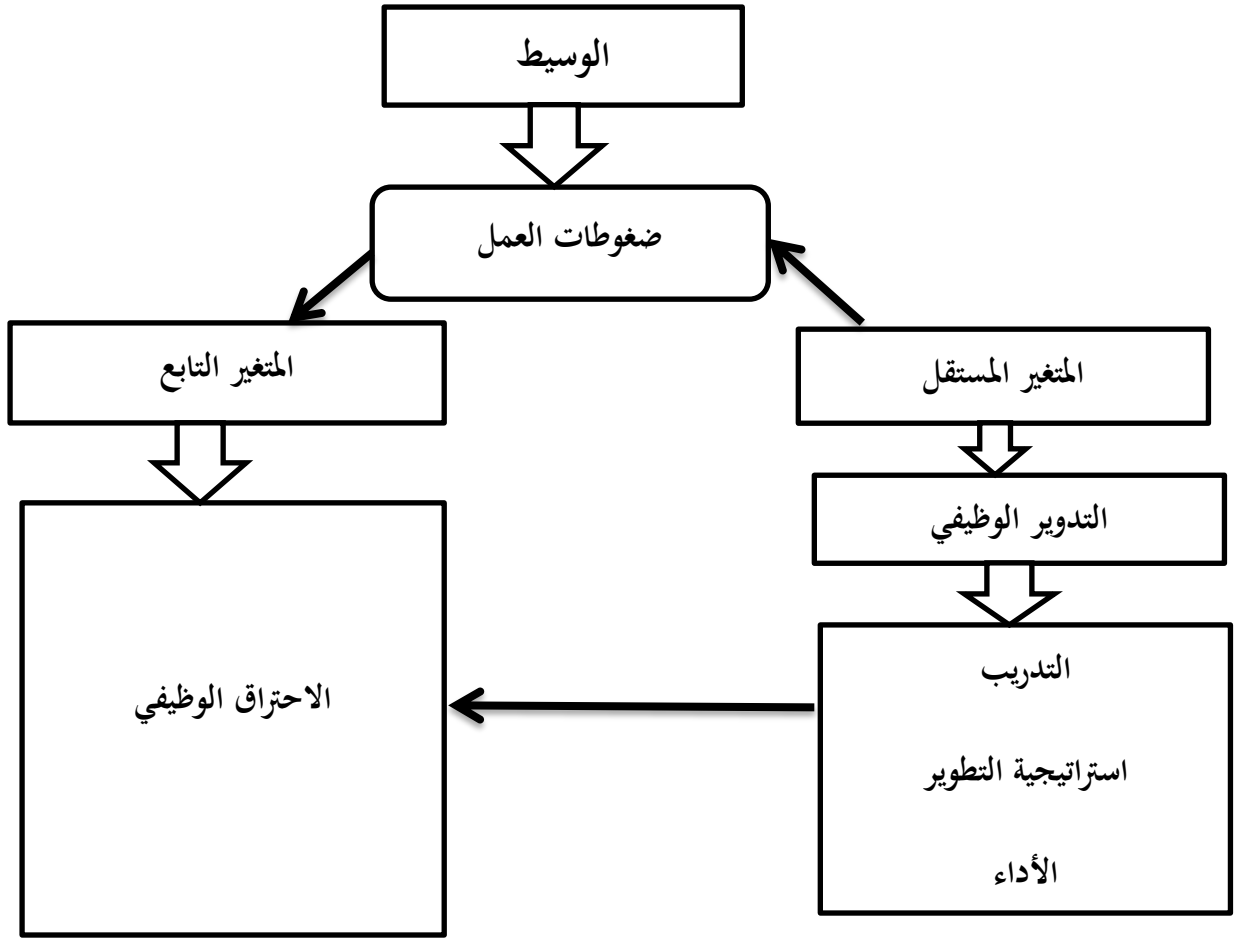 الوسيط
ضغوطات العمل
المتغير المستقل
المتغير التابع
التدوير الوظيفي
التدريب
استراتيجية التطوير
الأداء
الاحتراق الوظيفي